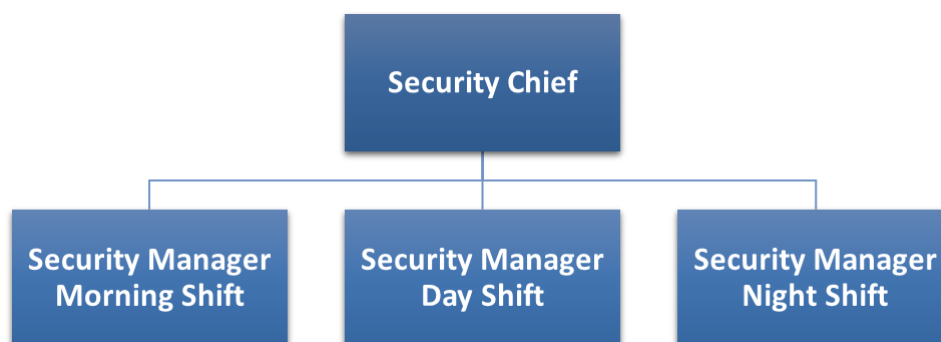 Security Chief
Security Manager
Morning Shift
Security Manager
Day Shift
Security Manager
Night Shift